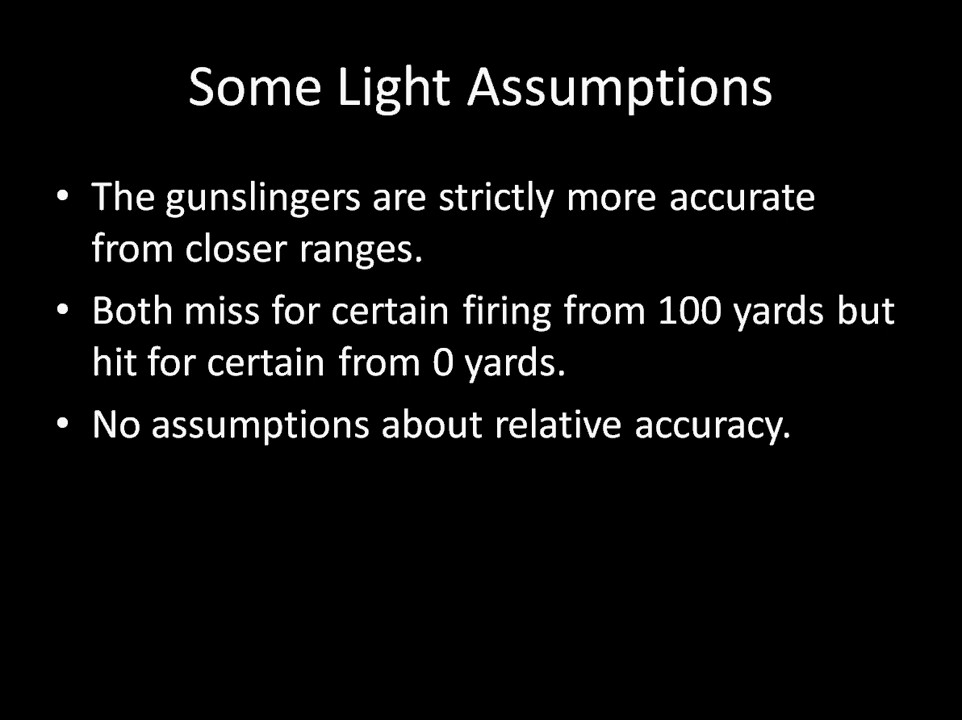 Some Light Assumptions
• The gunslingers are strictly more accurate
from closer ranges.
• Both miss for certain firing from 100 yards but
hit for certain from 0 yards.
• No assumptions about relative accuracy.